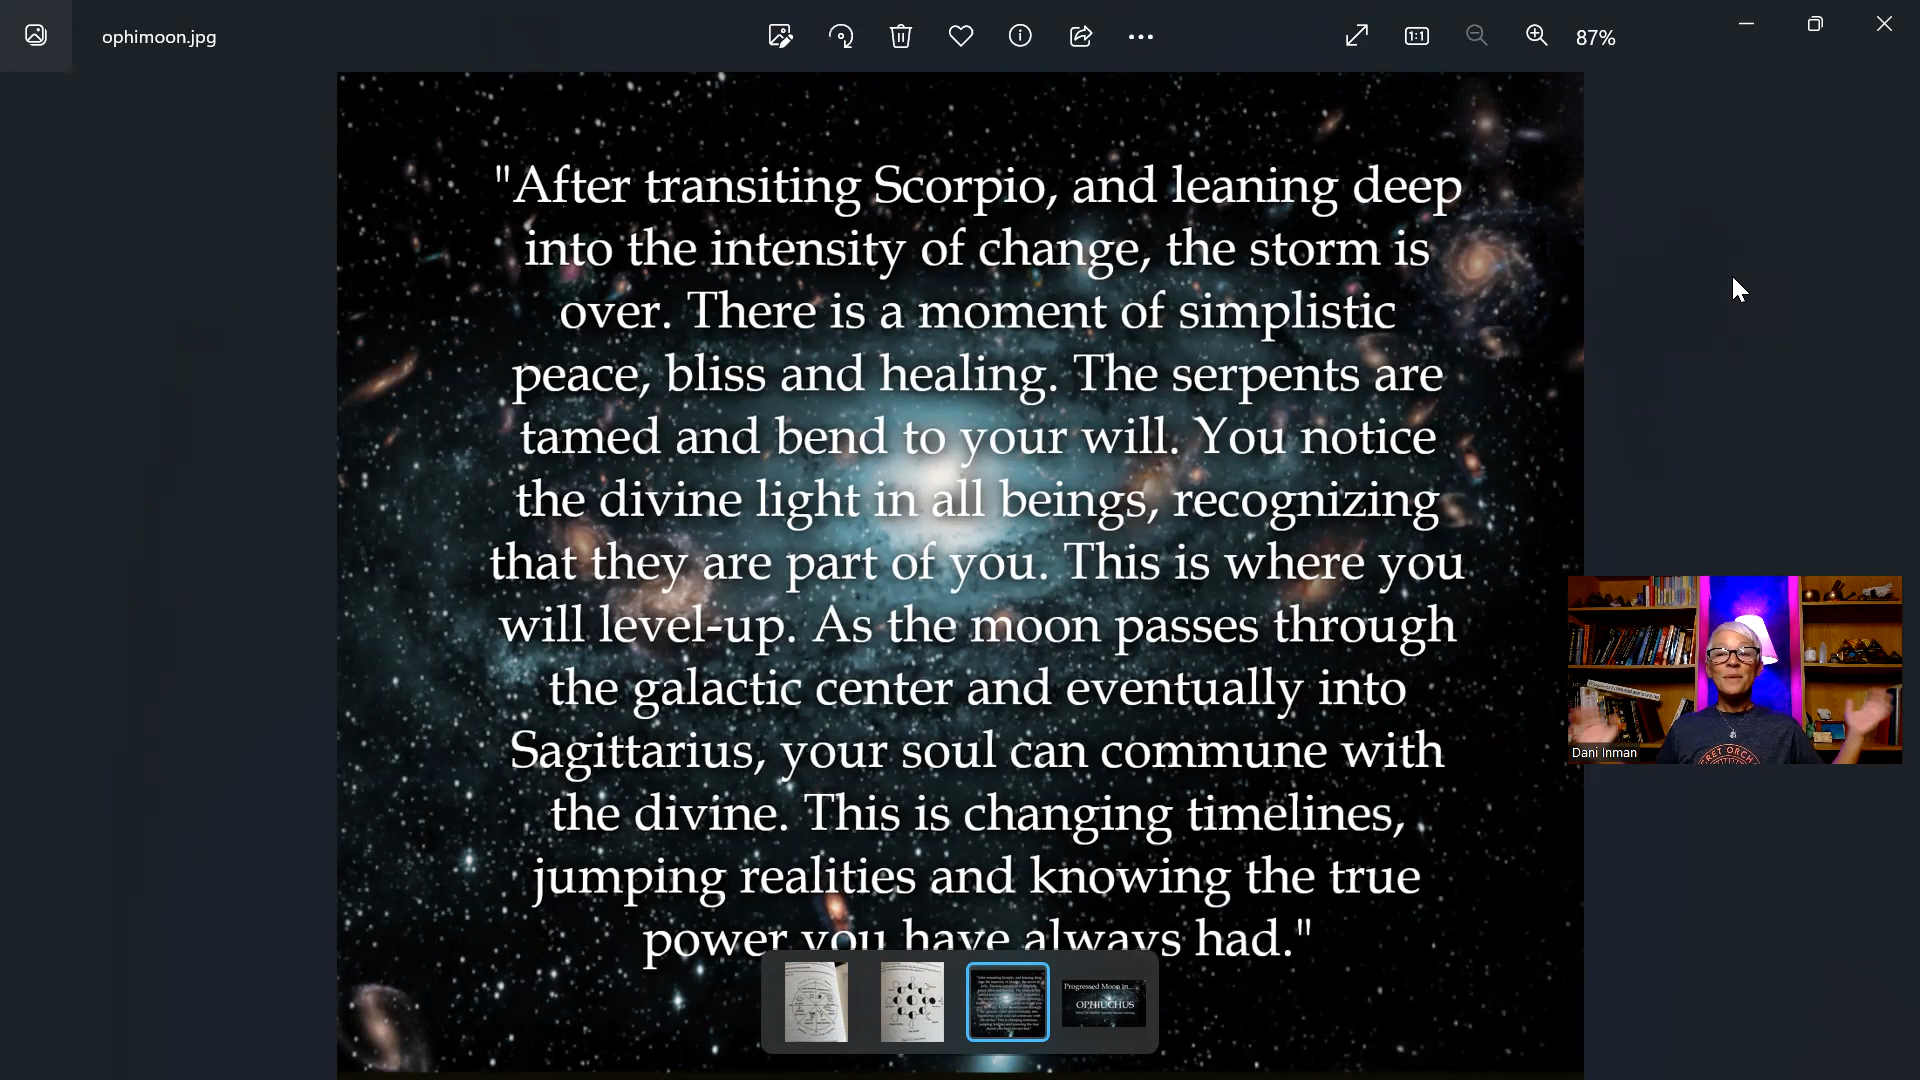 ophimoon.jpg
87%
"After transiting Scorpio, and leaning deep
into the intensity of change, the storm is
over. There is a moment of simplistic
peace, bliss and healing. The serpents are
tamed and bend to your will. You notice
the divine light in all beings, recognizing
that they are part of you. This is where you
will level-up. As the moon passes through
the galactic center and eventually into
Sagittarius, your soul can commune with
the divine. This is changing timelines,
jumping realities and knowing the true
power you have always had."
Dani Inman
Progressed Moon in...
OPHIUCHUS